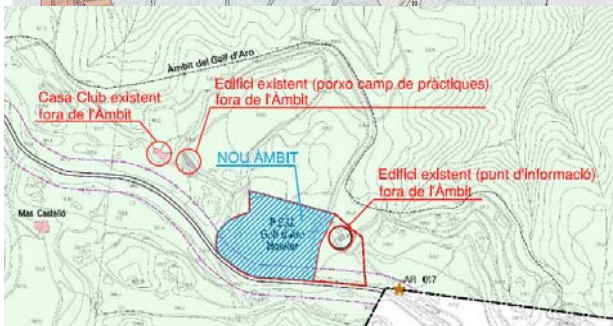 Àmbit del Golf d'Aro
Edifici existent (porxo camp de pràctiques)
fora de l'Àmbit
Casa Club existent
fora de l'Àmbit
NOU ÀMBIT
Edifici existent (punt d'informació)
fora de l'Àmbit
Mas Castelló
P.E.U.
Golf d'Aro
Hoteler
AR 017